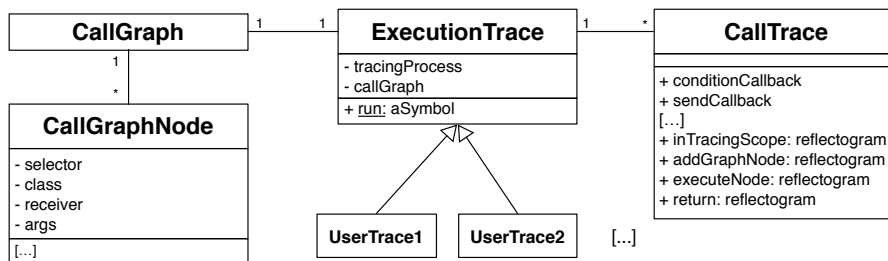 CallGraph
1
1
ExecutionTrace
- tracingProcess
- callGraph
+ run: aSymbol
1
*
CallTrace
+ conditionCallback
+ sendCallback
[...]
+ inTracingScope: reflectogram
+ addGraphNode: reflectogram
+ executeNode: reflectogram
+ return: reflectogram
1
*
CallGraphNode
- selector
- class
- receiver
- args
[...]
UserTrace1
UserTrace2
[...]